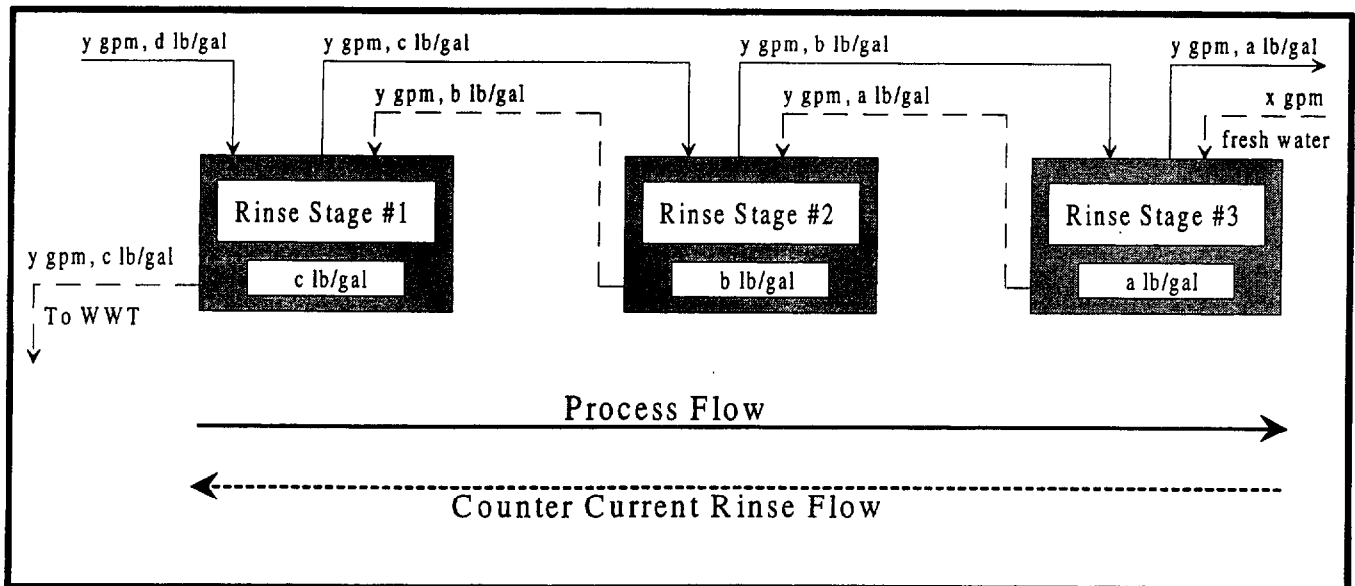 y gpm, d lb/gal
y gpm, c lb/gal
y gpm, b lb/gal
y gpm, a lb/gal
y gpm, b lb/gal
y gpm, a lb/gal
x gpm
fresh water
Rinse Stage #1
Rinse Stage #2
Rinse Stage #3
y gpm, c lb/gal
c lb/gal
b lb/gal
a lb/gal
To WWT
Process Flow
Counter Current Rinse Flow